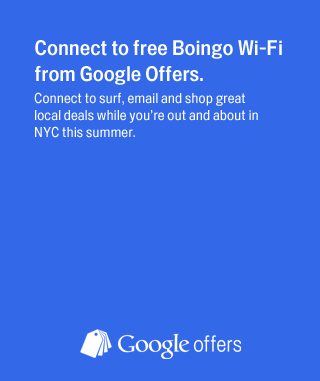 Connect to free Boingo Wi-Fi
from Google Offers.
Connect to surf, email and shop great
local deals while you're out and about in
NYC this summer.
Google offers